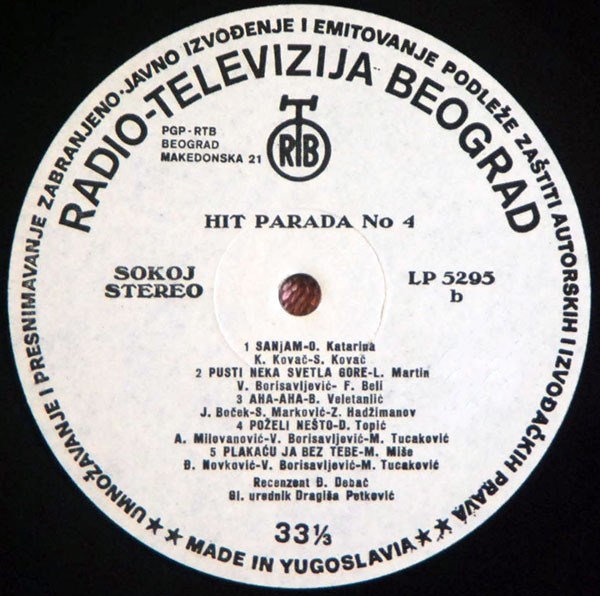 UMNOŽAVANJE I PRESNIMAVANJE ZABRANJENO·JAVNO IZVOĐENJE I EMITOVANJE PODLEŽE ZAŠTITI AUTORSKIH I IZVOĐAČKIH PRAVA
RADIO-TELEVIZIJA BEOGRAD
PGP-RTB
BEOGRAD
MAKEDONSKA 21
RTB
HIT PARADA No 4
SOKOJ
STEREO
LP 5295
b
1 SANjAM-O. Katarina
K. Kovač-S. Kovač
2 PUSTI NEKA SVETLA GORE-L. Martin
V. Borisavljević- F. Beli
3 AHA-AHA-B. Veletanlić
J. Boček-S. Marković-Z. Hadžimanov
4 POŽELI NEŠTO-D. Topić
A. Milovanović-V. Borisavljević-M. Tucaković
5 PLAKAĆU JA BEZ TEBE-M. Miše
Đ. Novković-V. Borisavljević-M. Tucaković
Recenzent Đ. Debač
Gl. urednik Dragiša Petković
33⅓
★★MADE IN YUGOSLAVIA★★